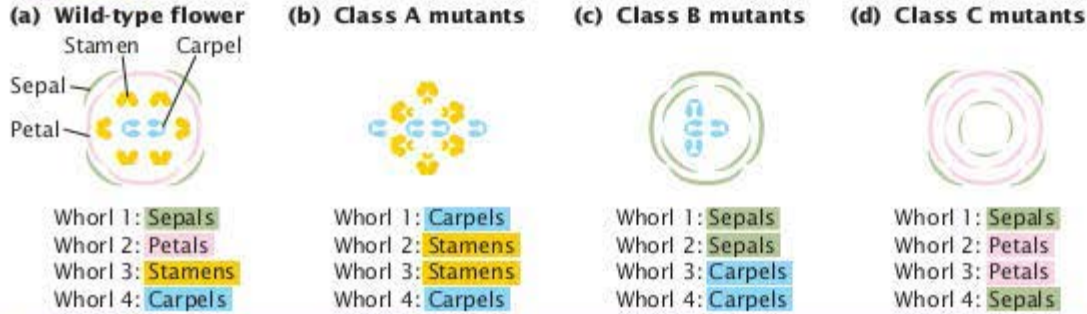 (a) Wild-type flower
Stamen Carpel
Sepal
Petal
Whorl 1: Sepals
Whorl 2: Petals
Whorl 3: Stamens
Whorl 4: Carpels
(b) Class A mutants
Whorl 1: Carpels
Whorl 2: Stamens
Whorl 3: Stamens
Whorl 4: Carpels
(c) Class B mutants
Whorl 1: Sepals
Whorl 2: Sepals
Whorl 3: Carpels
Whorl 4: Carpels
(d) Class C mutants
Whorl 1: Sepals
Whorl 2: Petals
Whorl 3: Petals
Whorl 4: Sepals